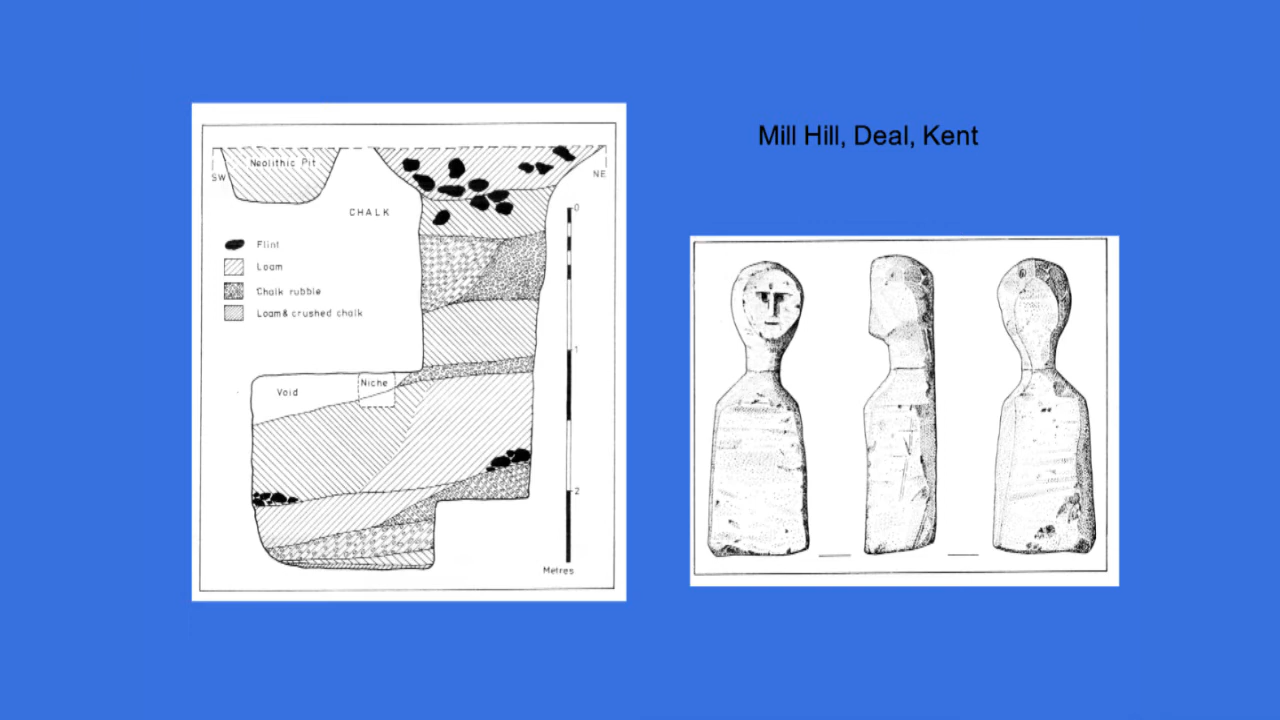 Mill Hill, Deal, Kent
Neolithic Pit
SW
NE
CHALK
0
Flint
Loam
Chalk rubble
Loam & crushed chalk
1
Niche
Void
2
Metres